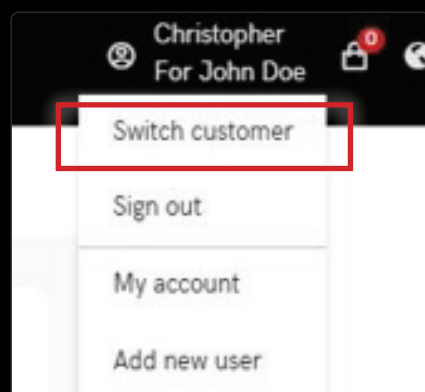 Christopher
For John Doe
0
Switch customer
Sign out
My account
Add new user